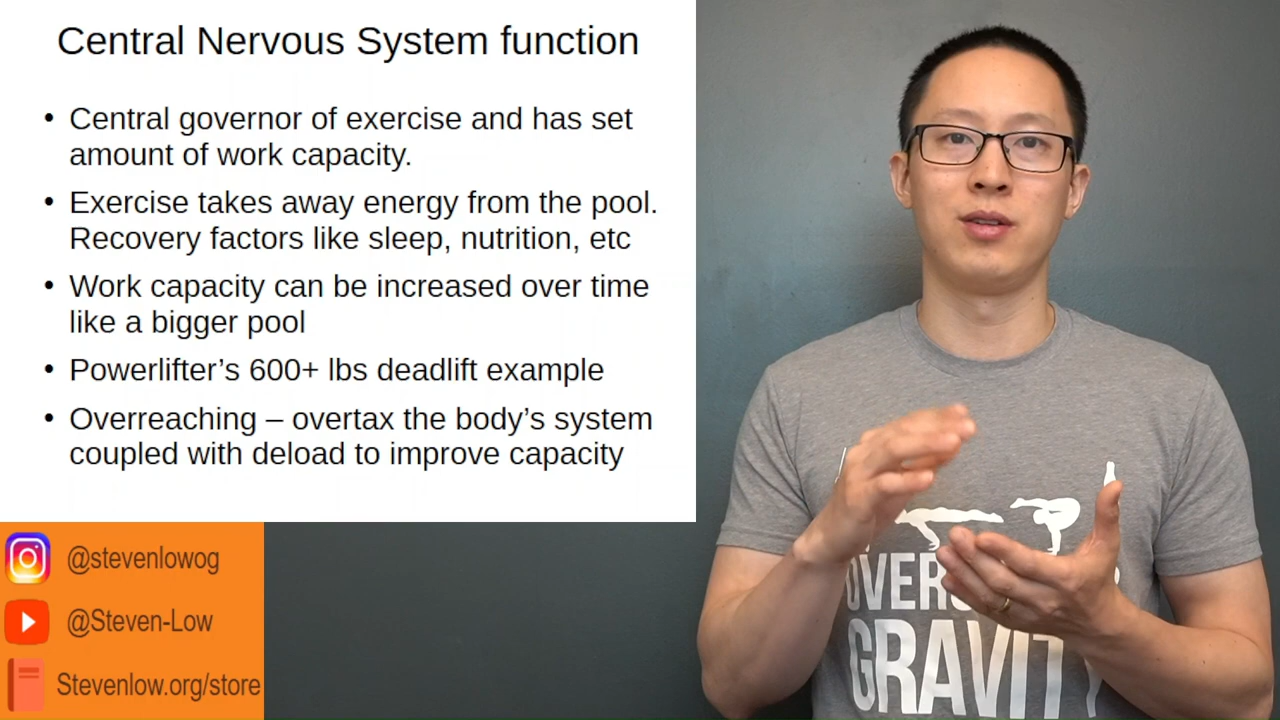 Central Nervous System function
• Central governor of exercise and has set
amount of work capacity.
• Exercise takes away energy from the pool.
Recovery factors like sleep, nutrition, etc
• Work capacity can be increased over time
like a bigger pool
• Powerlifter’s 600+ lbs deadlift example
• Overreaching – overtax the body’s system
coupled with deload to improve capacity
@stevenlowog
@Steven-Low
Stevenlow.org/store
GRAVIT